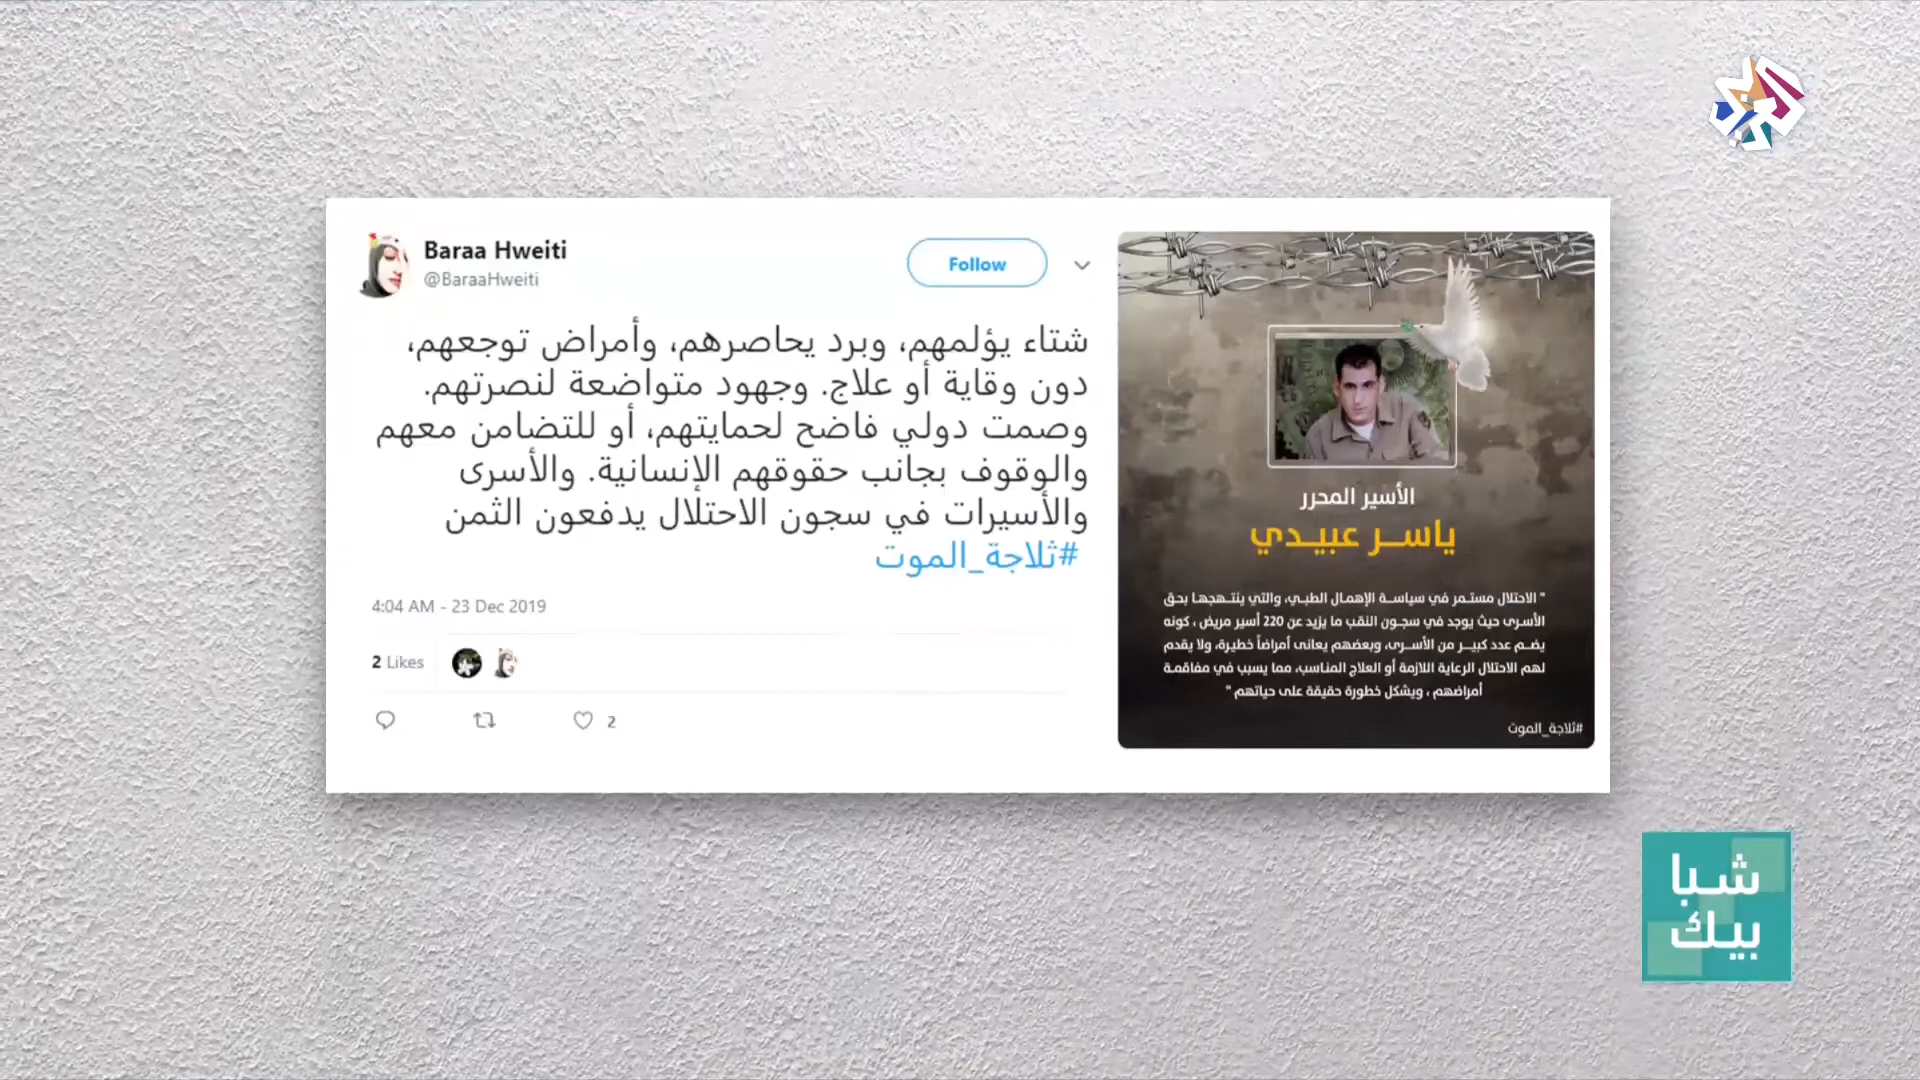 Baraa Hweiti
@BaraaHweiti
Follow
شتاء يؤلمهم، وبرد يحاصرهم، وأمراض توجعهم،
دون وقاية أو علاج. وجهود متواضعة لنصرتهم.
وصمت دولي فاضح لحمايتهم، أو للتضامن معهم
والوقوف بجانب حقوقهم الإنسانية. والأسرى
والأسيرات في سجون الاحتلال يدفعون الثمن
#ثلاجة_الموت
4:04 AM - 23 Dec 2019
2 Likes
2
الأسير المحرر
ياسر عبيدي
" الاحتلال مستمر في سياسة الإهمال الطبي، والتي ينتهجها بحق
الأسرى حيث يوجد في سجون النقب ما يزيد عن 220 أسير مريض ، كونه
يضم عدد كبير من الأسرى، وبعضهم يعاني أمراضاً خطيرة، ولا يقدم
لهم الاحتلال الرعاية اللازمة أو العلاج المناسب، مما يسبب في مفاقمة
أمراضهم ، ويشكل خطورة حقيقة على حياتهم "
#ثلاجة_الموت
العربي
شبا
بيك